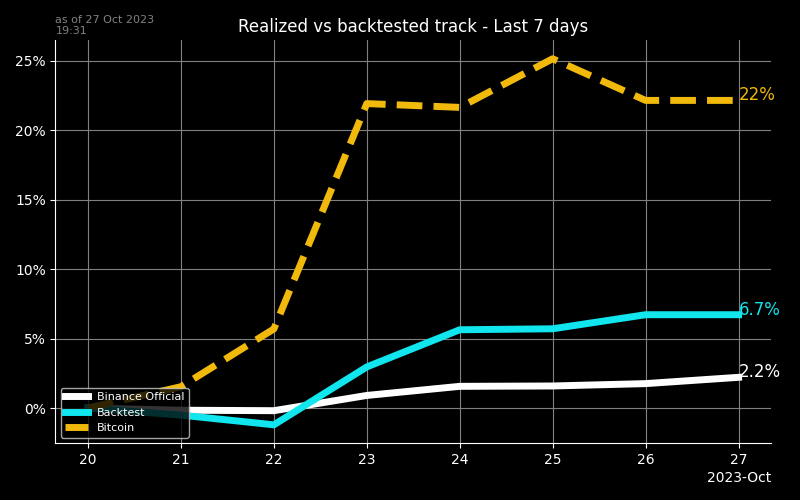 as of 27 Oct 2023
19:31
Realized vs backtested track - Last 7 days
25%
20%
15%
10%
5%
0%
22%
6.7%
2.2%
Binance Official
Backtest
Bitcoin
20 21 22 23 24 25 26 27
2023-Oct